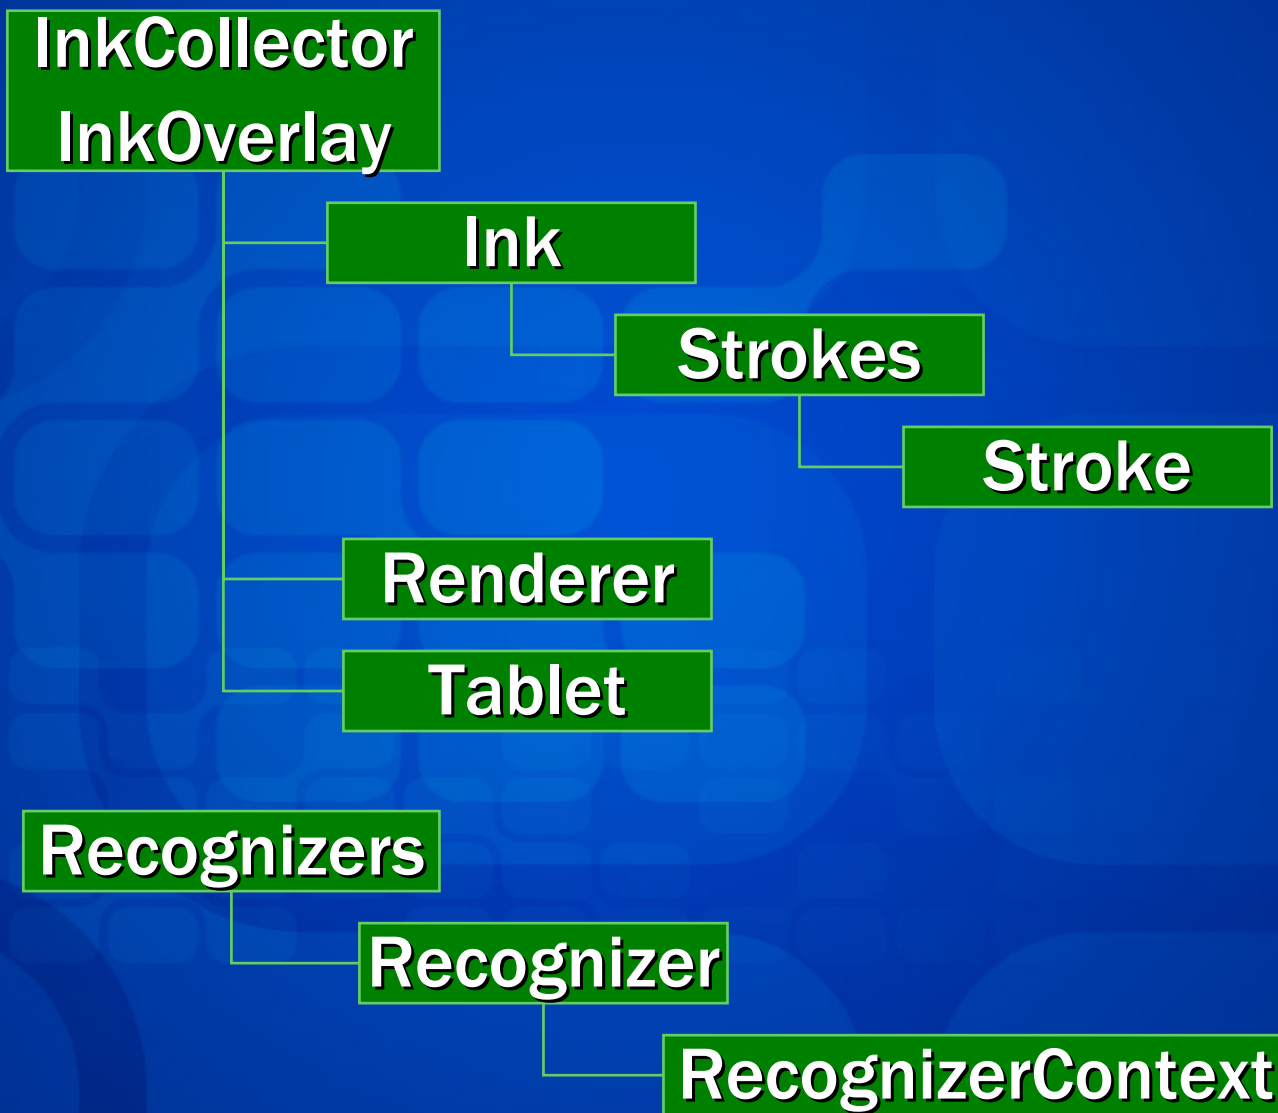 InkCollector
InkOverlay
Ink
Strokes
Stroke
Renderer
Tablet
Recognizers
Recognizer
RecognizerContext